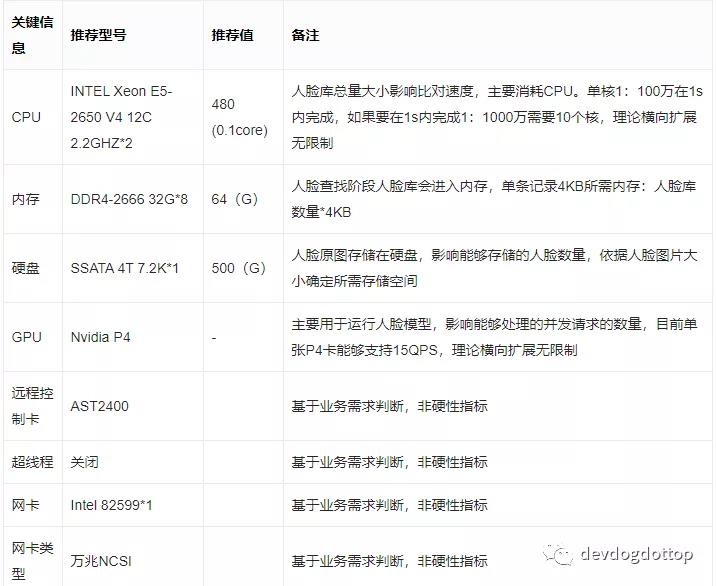 关键信息 推荐型号 推荐值 备注
CPU
INTEL Xeon E5-
2650 V4 12C
2.2GHZ*2
480
(0.1core)
人脸库总量大小影响比对速度，主要消耗CPU。单核1：100万在1s
内完成，如果要在1s内完成1：1000万需要10个核，理论横向扩展
无限制
内存
DDR4-2666 32G*8
64（G）
人脸查找阶段人脸库会进入内存，单条记录4KB所需内存：人脸库
数量*4KB
硬盘
SSATA 4T 7.2K*1
500（G）
人脸原图存储在硬盘，影响能够存储的人脸数量，依据人脸图片大
小确定所需存储空间
GPU
Nvidia P4
-
主要用于运行人脸模型，影响能够处理的并发请求的数量，目前单
张P4卡能够支持15QPS，理论横向扩展无限制
远程控
制卡
AST2400
基于业务需求判断，非硬性指标
超线程
关闭
基于业务需求判断，非硬性指标
网卡
Intel 82599*1
基于业务需求判断，非硬性指标
网卡类
型
万兆NCSI
基于业务需求判断，非硬性指标
devdogdottop